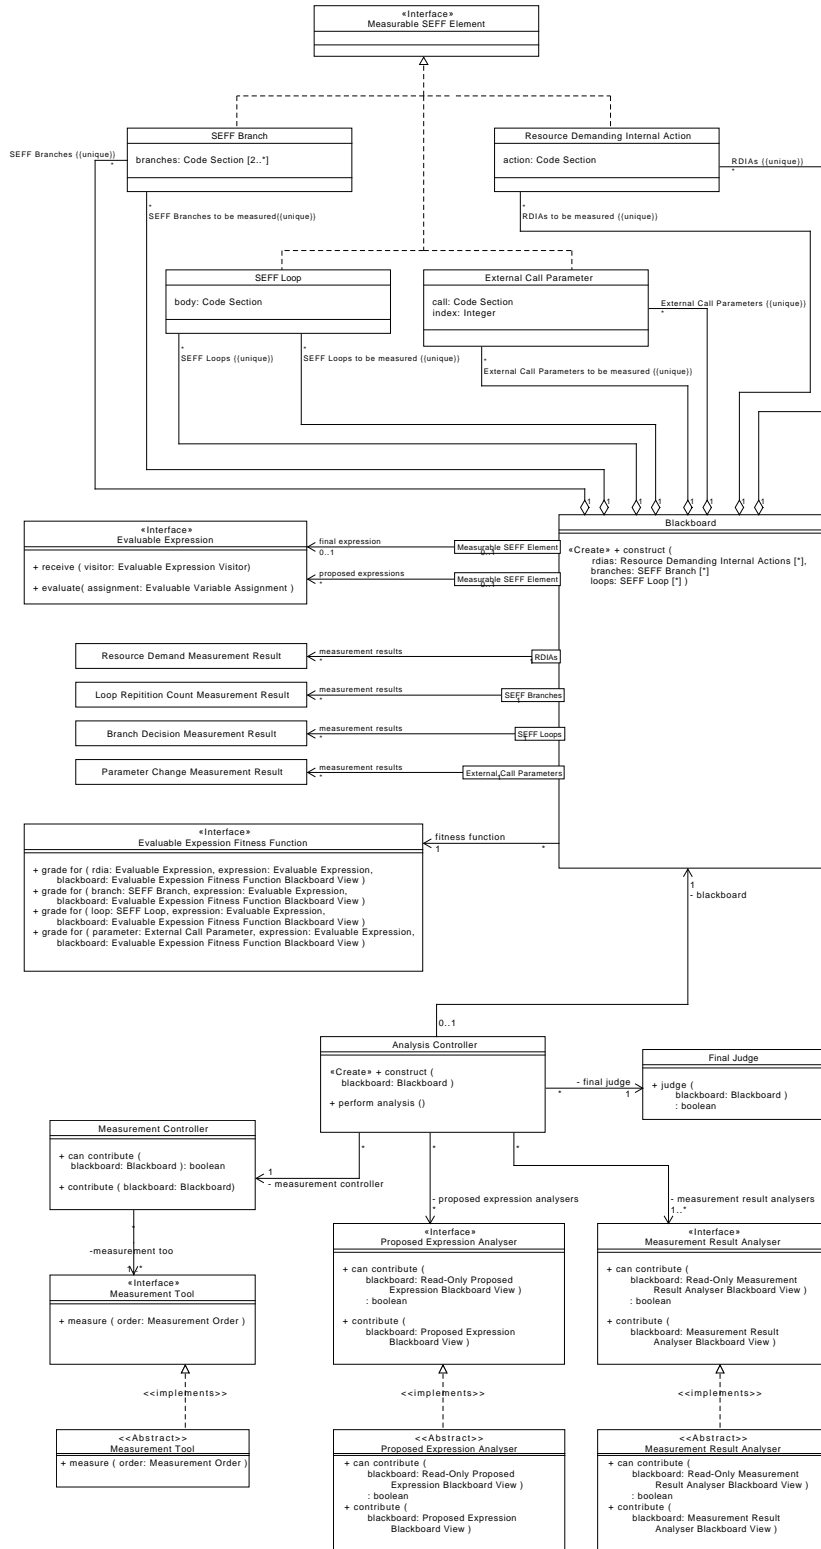 «Interface»
Measurable SEFF Element
SEFF Branch
branches: Code Section [2..*]
Resource Demanding Internal Action
action: Code Section
SEFF Branches {(unique})
*
RDIAs {(unique})
*
*
SEFF Branches to be measured{(unique})
*
RDIAs to be measured {(unique})
SEFF Loop
body: Code Section
External Call Parameter
call: Code Section
index: Integer
External Call Parameters {(unique})
*
*
SEFF Loops {(unique})
*
SEFF Loops to be measured {(unique})
*
External Call Parameters to be measured {(unique})
1
1
1
1
1
1
1
1
Blackboard
«Create» + construct (
rdias: Resource Demanding Internal Actions [*],
branches: SEFF Branch [*]
loops: SEFF Loop [*] )
«Interface»
Evaluable Expression
+ receive ( visitor: Evaluable Expression Visitor)
+ evaluate( assignment: Evaluable Variable Assignment )
final expression
0..1
Measurable SEFF Element
0..1
proposed expressions
*
Measurable SEFF Element
0..1
Resource Demand Measurement Result
measurement results
*
RDIAs
Loop Repitition Count Measurement Result
measurement results
*
SEFF Branches
1
Branch Decision Measurement Result
measurement results
*
SEFF Loops
1
Parameter Change Measurement Result
measurement results
*
External Call Parameters
1
«Interface»
Evaluable Expession Fitness Function
+ grade for ( rdia: Evaluable Expression, expression: Evaluable Expression,
blackboard: Evaluable Expession Fitness Function Blackboard View )
+ grade for ( branch: SEFF Branch, expression: Evaluable Expression,
blackboard: Evaluable Expession Fitness Function Blackboard View )
+ grade for ( loop: SEFF Loop, expression: Evaluable Expression,
blackboard: Evaluable Expession Fitness Function Blackboard View )
+ grade for ( parameter: External Call Parameter, expression: Evaluable Expression,
blackboard: Evaluable Expession Fitness Function Blackboard View )
fitness function
1
*
1
- blackboard
0..1
Analysis Controller
«Create» + construct (
blackboard: Blackboard )
+ perform analysis ()
- final judge
*
1
Final Judge
+ judge (
blackboard: Blackboard )
: boolean
Measurement Controller
+ can contribute (
blackboard: Blackboard ): boolean
+ contribute ( blackboard: Blackboard)
*
*
*
1
- measurement controller
- proposed expression analysers
*
- measurement result analysers
1..*
*
-measurement too
1..*
«Interface»
Measurement Tool
+ measure ( order: Measurement Order )
«Interface»
Proposed Expression Analyser
+ can contribute (
blackboard: Read-Only Proposed
Expression Blackboard View )
: boolean
+ contribute (
blackboard: Proposed Expression
Blackboard View )
«Interface»
Measurement Result Analyser
+ can contribute (
blackboard: Read-Only Measurement
Result Analyser Blackboard View )
: boolean
+ contribute (
blackboard: Measurement Result
Analyser Blackboard View )
<<implements>>
<<implements>>
<<implements>>
<<Abstract>>
Measurement Tool
+ measure ( order: Measurement Order )
<<Abstract>>
Proposed Expression Analyser
+ can contribute (
blackboard: Read-Only Proposed
Expression Blackboard View )
: boolean
+ contribute (
blackboard: Proposed Expression
Blackboard View )
<<Abstract>>
Measurement Result Analyser
+ can contribute (
blackboard: Read-Only Measurement
Result Analyser Blackboard View )
: boolean
+ contribute (
blackboard: Measurement Result
Analyser Blackboard View )